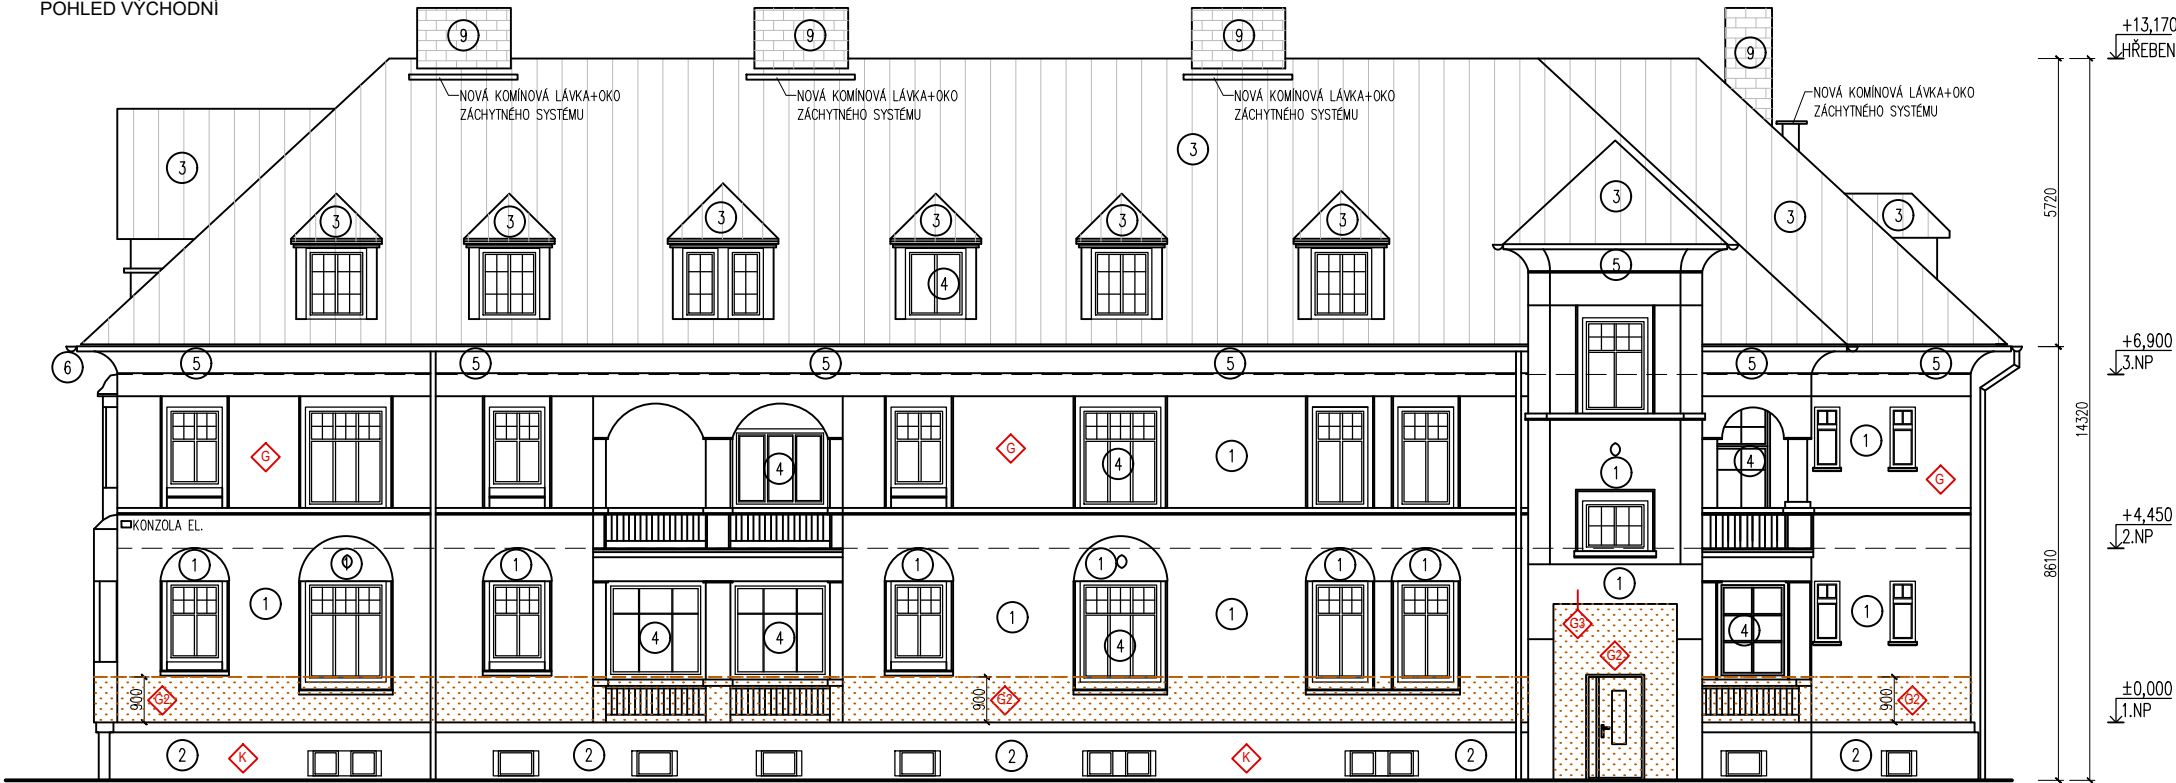 POHLED VÝCHODNÍ
9
9
9
9
+13,170
HŘEBEN
NOVÁ KOMÍNOVÁ LÁVKA+OKO
ZÁCHYTNÉHO SYSTÉMU
NOVÁ KOMÍNOVÁ LÁVKA+OKO
ZÁCHYTNÉHO SYSTÉMU
NOVÁ KOMÍNOVÁ LÁVKA+OKO
ZÁCHYTNÉHO SYSTÉMU
NOVÁ KOMÍNOVÁ LÁVKA+OKO
ZÁCHYTNÉHO SYSTÉMU
3
3
3
3
3
3
3
3
3
3
3
5720
4
5
6
5
5
5
5
5
5
+6,900
3.NP
14320
G
4
G
4
1
1
4
1
G
KONZOLA EL.
+4,450
2.NP
8610
1
1
1
1
1
1
1
1
1
1
1
4
4
4
4
G3
G2
900
G2
900
G2
900
G2
±0,000
1.NP
2
K
2
2
K
2
2